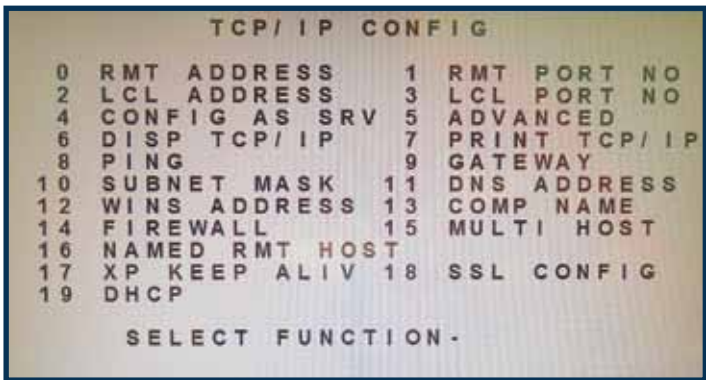 TCP/IP CONFIG
0 RMT ADDRESS 1 RMT PORT NO
2 LCL ADDRESS 3 LCL PORT NO
4 CONFIG AS SRV 5 ADVANCED
6 DISP TCP/IP 7 PRINT TCP/IP
8 PING 9 GATEWAY
10 SUBNET MASK 11 DNS ADDRESS
12 WINS ADDRESS 13 COMP NAME
14 FIREWALL 15 MULTI HOST
16 NAMED RMT HOST
17 XP KEEP ALIV 18 SSL CONFIG
19 DHCP
SELECT FUNCTION-